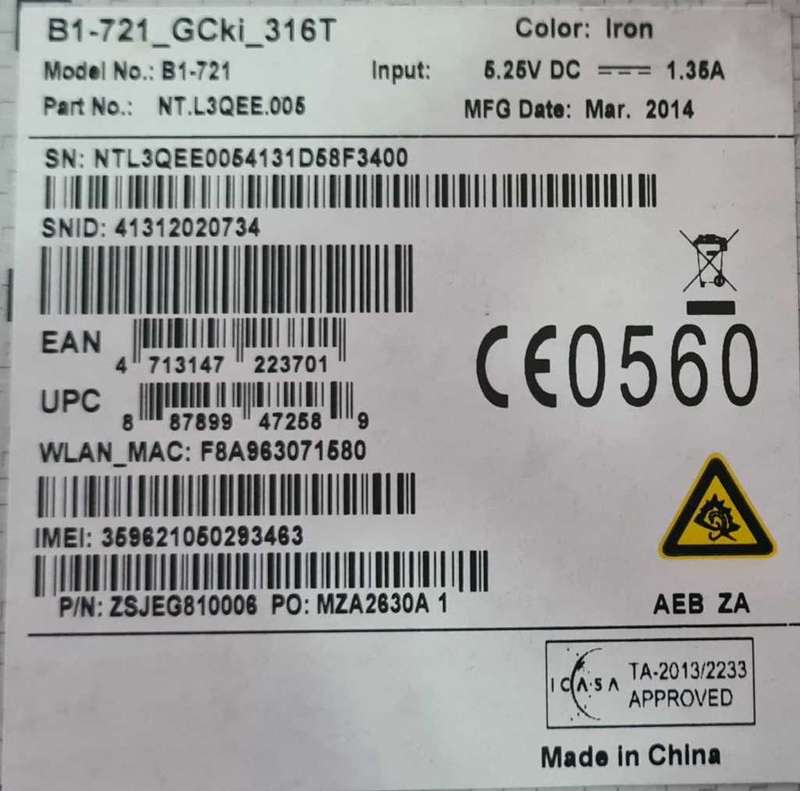 B1-721_GCki_316T Color: Iron
Model No.: B1-721 Input: 5.25V DC 1.35A
Part No.: NT.L3QEE.005 MFG Date: Mar. 2014
SN: NTL3QEE0054131D58F3400
SNID: 41312020734
EAN 4 713147 223701
CE0560
UPC 8 87899 47258 9
WLAN_MAC: F8A963071580
IMEI: 359621050293463
P/N: ZSJEG810006 PO: MZA2630A 1
AEB ZA
ICASA TA-2013/2233
APPROVED
Made in China